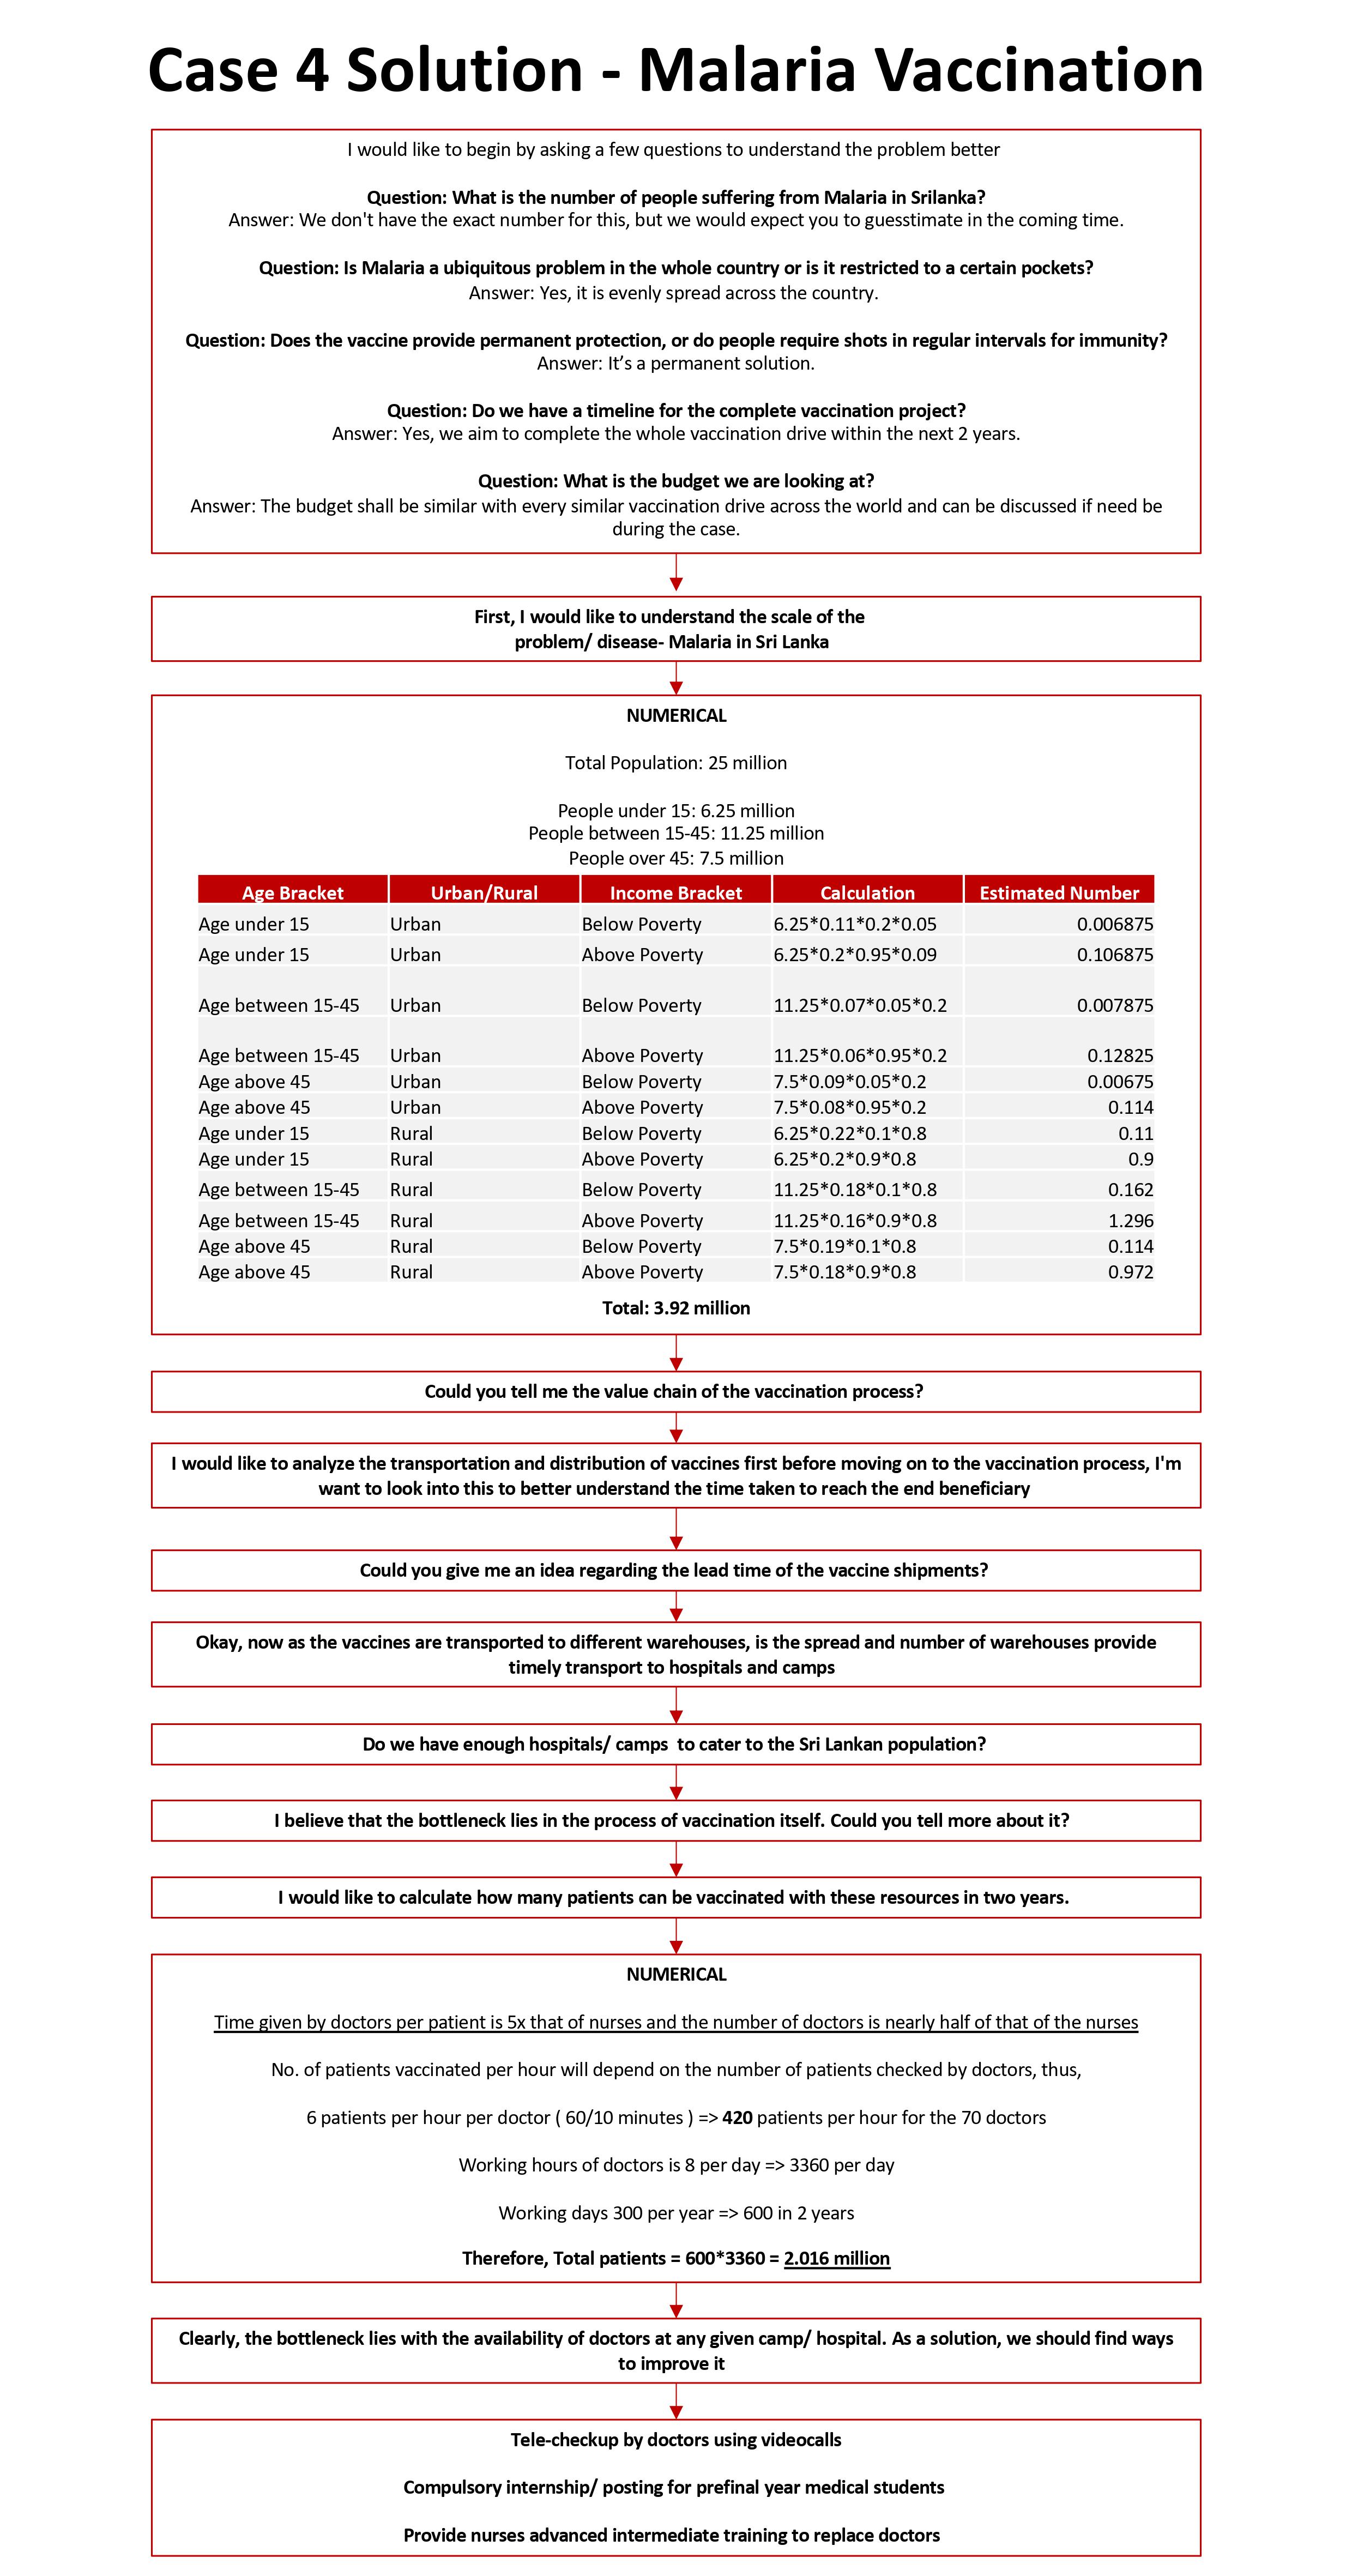 Case 4 Solution - Malaria Vaccination
I would like to begin by asking a few questions to understand the problem better
Question: What is the number of people suffering from Malaria in Srilanka?
Answer: We don't have the exact number for this, but we would expect you to guesstimate in the coming time.
Question: Is Malaria a ubiquitous problem in the whole country or is it restricted to a certain pockets?
Answer: Yes, it is evenly spread across the country.
Question: Does the vaccine provide permanent protection, or do people require shots in regular intervals for immunity?
Answer: It’s a permanent solution.
Question: Do we have a timeline for the complete vaccination project?
Answer: Yes, we aim to complete the whole vaccination drive within the next 2 years.
Question: What is the budget we are looking at?
Answer: The budget shall be similar with every similar vaccination drive across the world and can be discussed if need be
during the case.
First, I would like to understand the scale of the
problem/ disease- Malaria in Sri Lanka
NUMERICAL
Total Population: 25 million
People under 15: 6.25 million
People between 15-45: 11.25 million
People over 45: 7.5 million
Age Bracket Urban/Rural Income Bracket Calculation Estimated Number
Age under 15 Urban Below Poverty 6.25*0.11*0.2*0.05 0.006875
Age under 15 Urban Above Poverty 6.25*0.2*0.95*0.09 0.106875
Age between 15-45 Urban Below Poverty 11.25*0.07*0.05*0.2 0.007875
Age between 15-45 Urban Above Poverty 11.25*0.06*0.95*0.2 0.12825
Age above 45 Urban Below Poverty 7.5*0.09*0.05*0.2 0.00675
Age above 45 Urban Above Poverty 7.5*0.08*0.95*0.2 0.114
Age under 15 Rural Below Poverty 6.25*0.22*0.1*0.8 0.11
Age under 15 Rural Above Poverty 6.25*0.2*0.9*0.8 0.9
Age between 15-45 Rural Below Poverty 11.25*0.18*0.1*0.8 0.162
Age between 15-45 Rural Above Poverty 11.25*0.16*0.9*0.8 1.296
Age above 45 Rural Below Poverty 7.5*0.19*0.1*0.8 0.114
Age above 45 Rural Above Poverty 7.5*0.18*0.9*0.8 0.972
Total: 3.92 million
Could you tell me the value chain of the vaccination process?
I would like to analyze the transportation and distribution of vaccines first before moving on to the vaccination process, I'm
want to look into this to better understand the time taken to reach the end beneficiary
Could you give me an idea regarding the lead time of the vaccine shipments?
Okay, now as the vaccines are transported to different warehouses, is the spread and number of warehouses provide
timely transport to hospitals and camps
Do we have enough hospitals/ camps to cater to the Sri Lankan population?
I believe that the bottleneck lies in the process of vaccination itself. Could you tell more about it?
I would like to calculate how many patients can be vaccinated with these resources in two years.
NUMERICAL
Time given by doctors per patient is 5x that of nurses and the number of doctors is nearly half of that of the nurses
No. of patients vaccinated per hour will depend on the number of patients checked by doctors, thus,
6 patients per hour per doctor ( 60/10 minutes ) => 420 patients per hour for the 70 doctors
Working hours of doctors is 8 per day => 3360 per day
Working days 300 per year => 600 in 2 years
Therefore, Total patients = 600*3360 = 2.016 million
Clearly, the bottleneck lies with the availability of doctors at any given camp/ hospital. As a solution, we should find ways
to improve it
Tele-checkup by doctors using videocalls
Compulsory internship/ posting for prefinal year medical students
Provide nurses advanced intermediate training to replace doctors